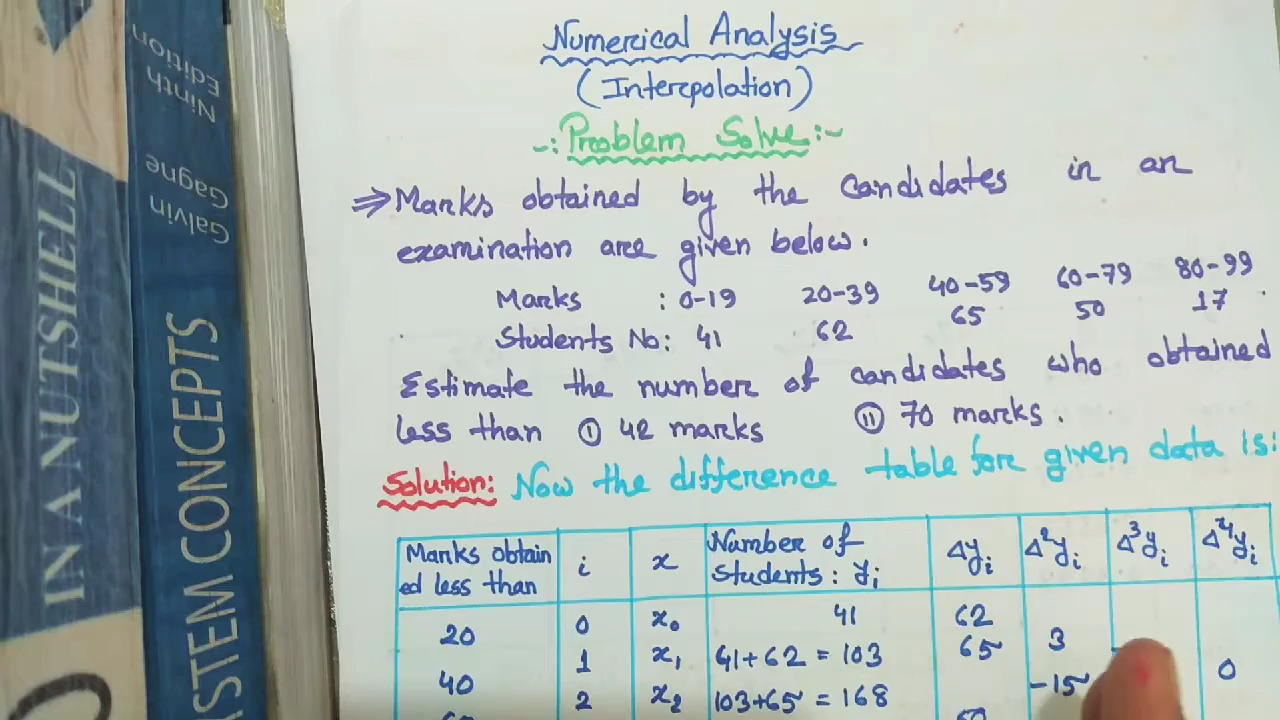 IN A NUTSHELL
STEM CONCEPTS
Galvin
Gagne
Ninth
Edition
Numerical Analysis
(Interpolation)
-: Problem Solve :-
⇒ Marks obtained by the candidates in an
examination are given below.
Marks : 0-19 20-39 40-59 60-79 80-99
Students No: 41 62 65 50 17 .
Estimate the number of candidates who obtained
less than (i) 42 marks (ii) 70 marks .
Solution: Now the difference table for given data is:
Marks obtain i x Number of Δyi Δ²yi Δ³yi Δ⁴yi
ed less than Students : yi
20 0 x₀ 41 62
40 1 x₁ 41+62 = 103 65 3
2 x₂ 103+65 = 168 -15 0